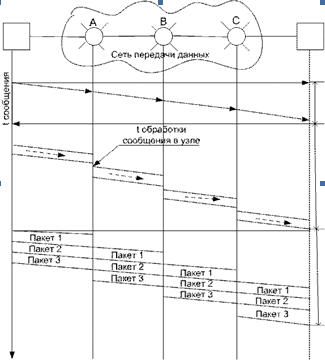 A B C
Сеть передачи данных
t сообщения
t обработки
сообщения в узле
Пакет 1
Пакет 2 Пакет 1
Пакет 3 Пакет 2 Пакет 1
Пакет 3 Пакет 2 Пакет 1
Пакет 3 Пакет 2
Пакет 3